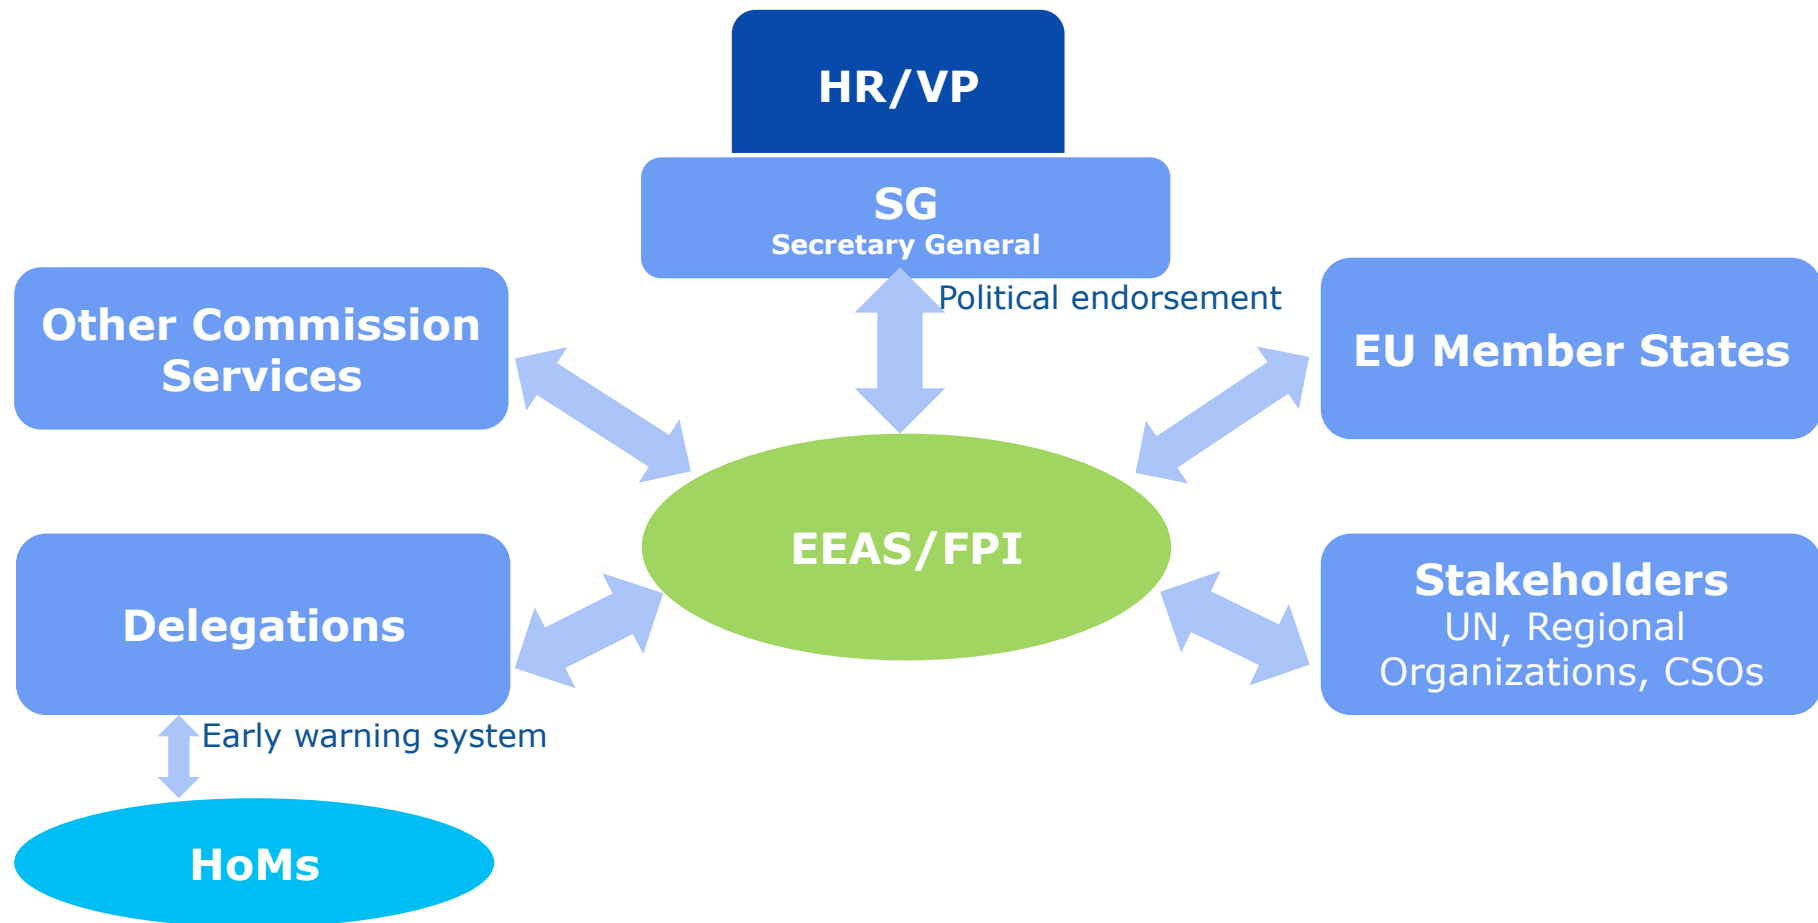 HR/VP
SG
Secretary General
Political endorsement
Other Commission
Services
EU Member States
EEAS/FPI
Delegations
Stakeholders
UN, Regional
Organizations, CSOs
Early warning system
HoMs